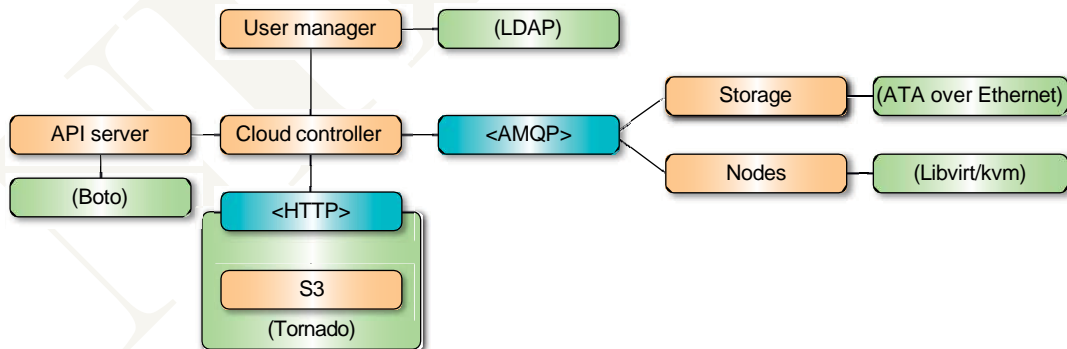 User manager
(LDAP)
Storage
(ATA over Ethernet)
API server
Cloud controller
<AMQP>
Nodes
(Libvirt/kvm)
(Boto)
<HTTP>
S3
(Tornado)